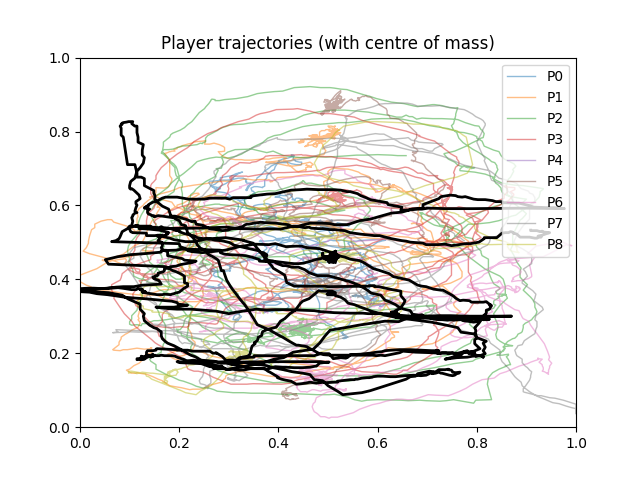 Player trajectories (with centre of mass)
1.0
0.8
0.6
0.4
0.2
0.0
0.0 0.2 0.4 0.6 0.8 1.0
P0
P1
P2
P3
P4
P5
P6
P7
P8